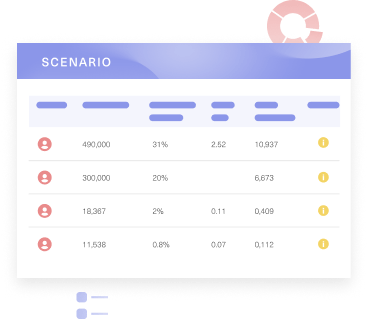 SCENARIO
490,000 31% 2.52 10,937
300,000 20% 6,673
18,367 2% 0.11 0,409
11,538 0.8% 0.07 0,112